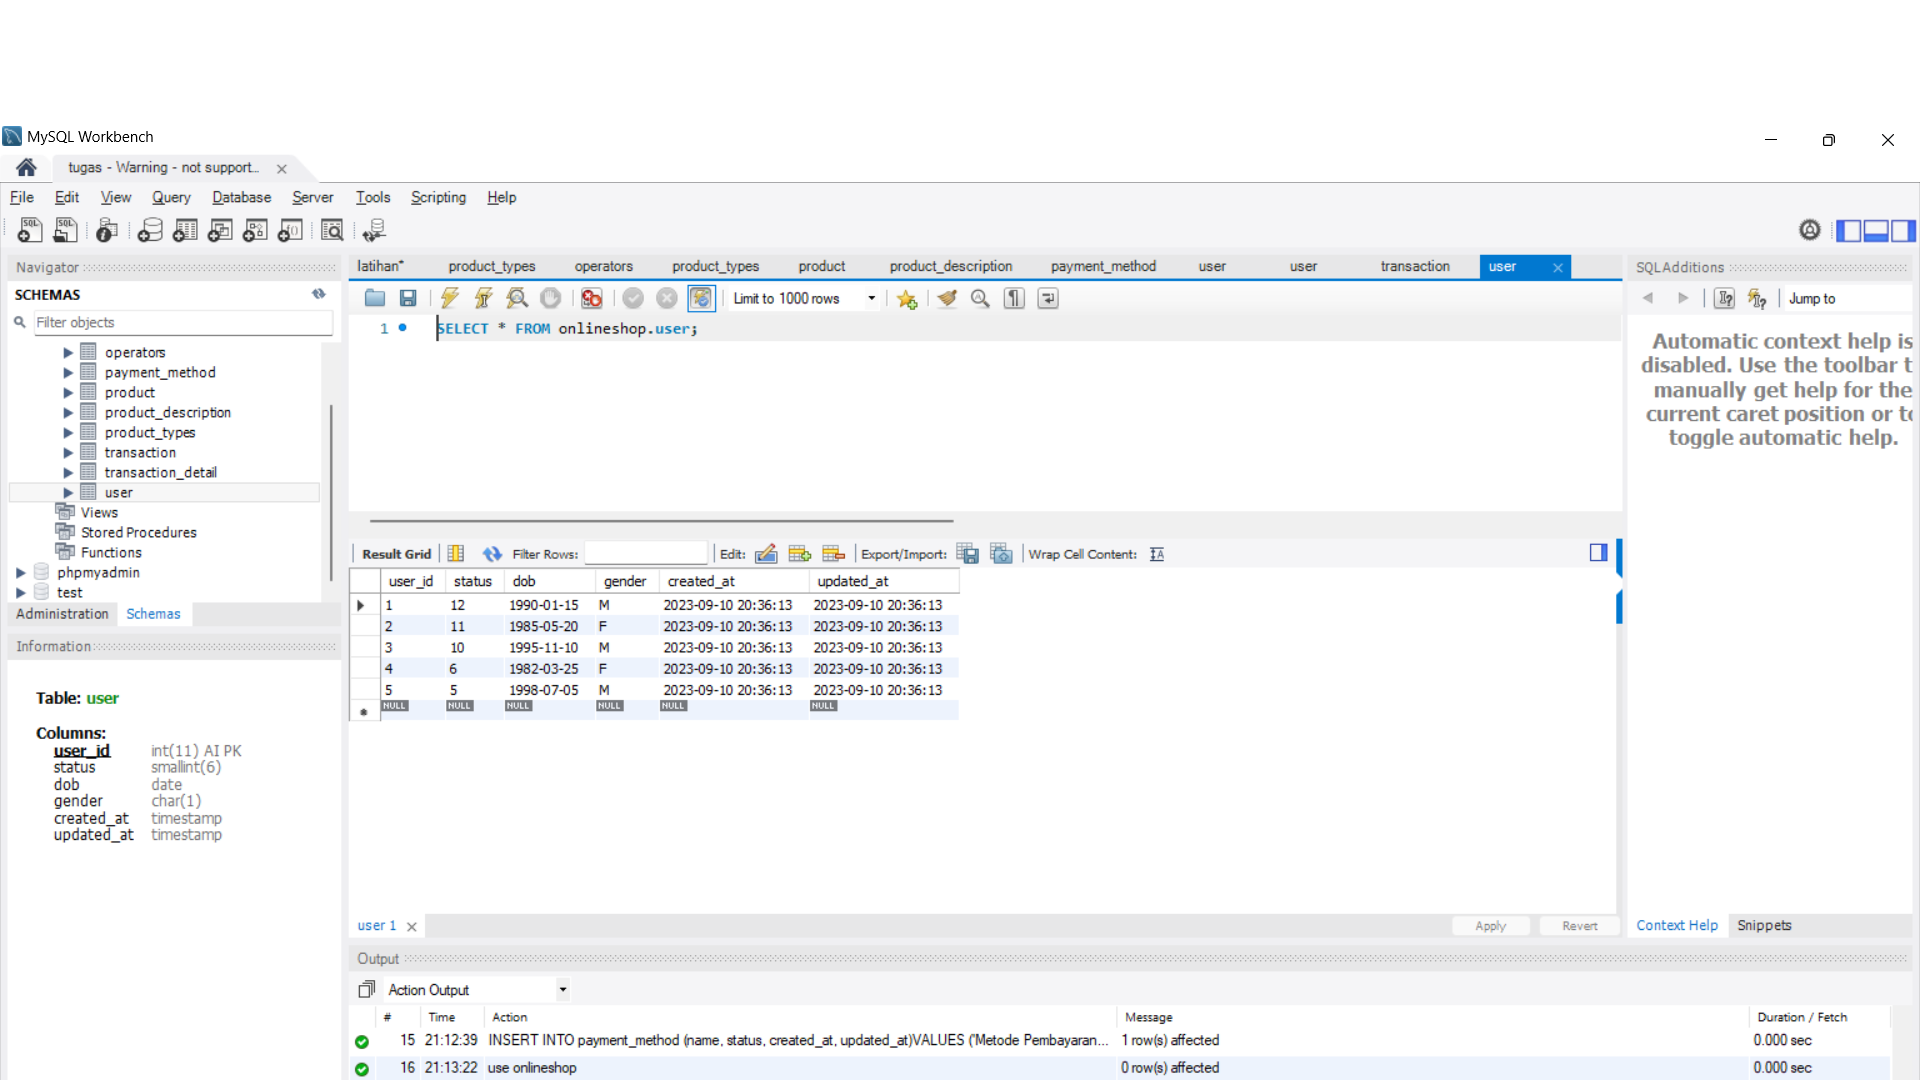 MySQL Workbench
tugas - Warning - not support...
File Edit View Query Database Server Tools Scripting Help
Navigator
SCHEMAS
Filter objects
operators
payment_method
product
product_description
product_types
transaction
transaction_detail
user
Views
Stored Procedures
Functions
phpmyadmin
test
Administration Schemas
Information
Table: user
Columns:
user_id int(11) AI PK
status smallint(6)
dob date
gender char(1)
created_at timestamp
updated_at timestamp
latihan* product_types operators product_types product product_description payment_method user user transaction user
Limit to 1000 rows
1 SELECT * FROM onlineshop.user;
Result Grid Filter Rows: Edit: Export/Import: Wrap Cell Content:
user_id status dob gender created_at updated_at
1 12 1990-01-15 M 2023-09-10 20:36:13 2023-09-10 20:36:13
2 11 1985-05-20 F 2023-09-10 20:36:13 2023-09-10 20:36:13
3 10 1995-11-10 M 2023-09-10 20:36:13 2023-09-10 20:36:13
4 6 1982-03-25 F 2023-09-10 20:36:13 2023-09-10 20:36:13
5 5 1998-07-05 M 2023-09-10 20:36:13 2023-09-10 20:36:13
NULL NULL NULL NULL NULL NULL
user 1
Apply Revert
SQLAdditions
Jump to
Automatic context help is
disabled. Use the toolbar t
manually get help for the
current caret position or to
toggle automatic help.
Context Help Snippets
Output
Action Output
# Time Action Message Duration / Fetch
15 21:12:39 INSERT INTO payment_method (name, status, created_at, updated_at)VALUES ('Metode Pembayaran... 1 row(s) affected 0.000 sec
16 21:13:22 use onlineshop 0 row(s) affected 0.000 sec